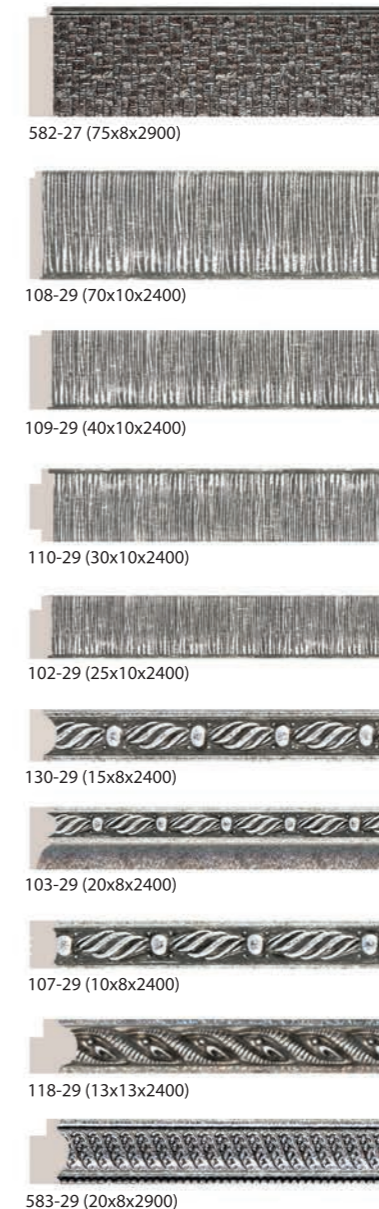 582-27 (75x8x2900)
108-29 (70x10x2400)
109-29 (40x10x2400)
110-29 (30x10x2400)
102-29 (25x10x2400)
130-29 (15x8x2400)
103-29 (20x8x2400)
107-29 (10x8x2400)
118-29 (13x13x2400)
583-29 (20x8x2900)